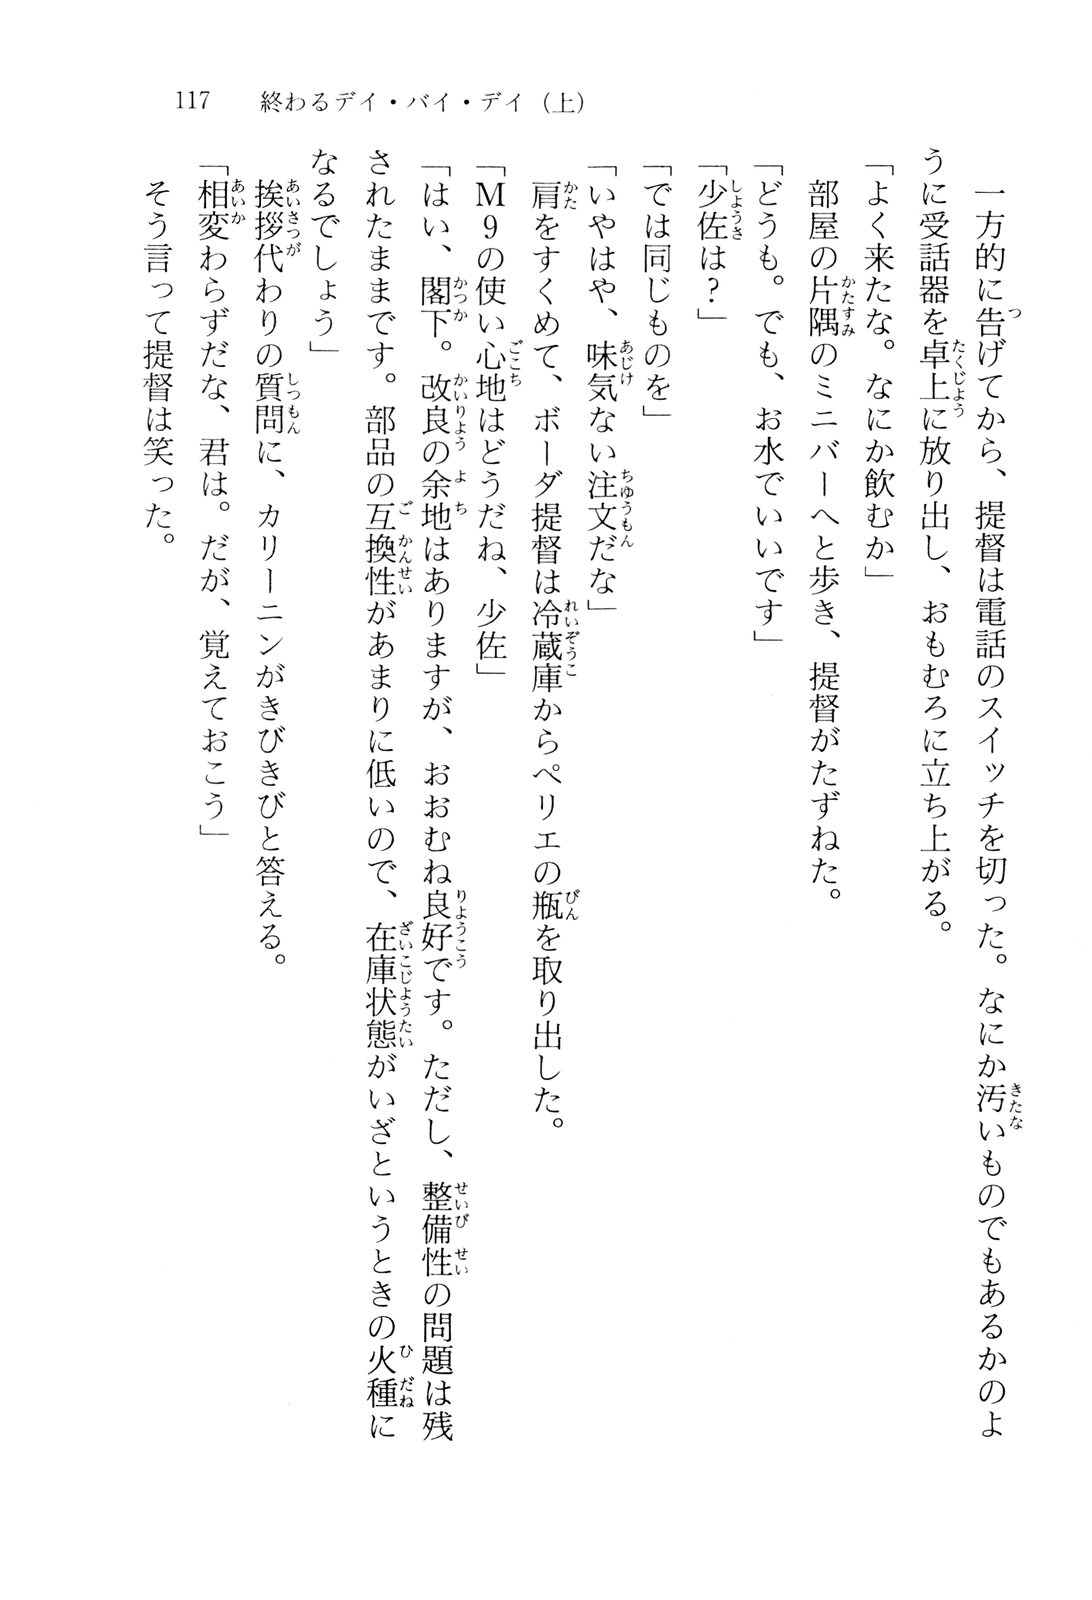 117 終わるデイ・バイ・デイ（上）
一方的に告げてから、提督は電話のスイッチを切った。なにか汚いものでもあるかのよ
うに受話器を卓上に放り出し、おもむろに立ち上がる。
「よく来たな。なにか飲むか」
部屋の片隅のミニバーへと歩き、提督がたずねた。
「どうも。でも、お水でいいです」
「少佐は？」
「では同じものを」
「いやはや、味気ない注文だな」
肩をすくめて、ボーダ提督は冷蔵庫からペリエの瓶を取り出した。
「M9の使い心地はどうだね、少佐」
「はい、閣下。改良の余地はありますが、おおむね良好です。ただし、整備性の問題は残
されたままです。部品の互換性があまりに低いので、在庫状態がいざというときの火種に
なるでしょう」
挨拶代わりの質問に、カリーニンがきびきびと答える。
「相変わらずだな、君は。だが、覚えておこう」
そう言って提督は笑った。